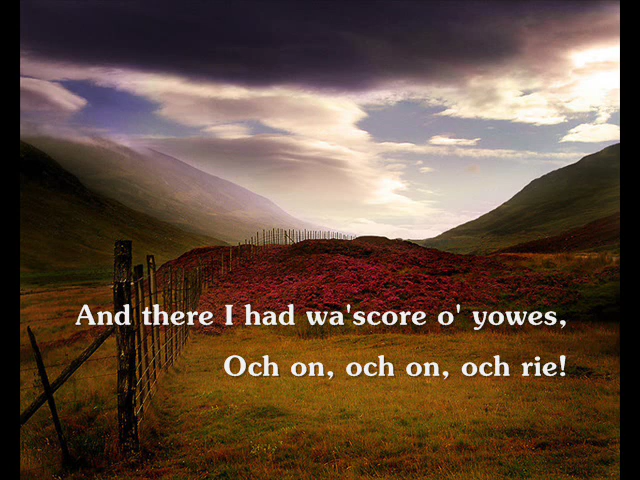 And there I had wa'score o' yowes,
Och on, och on, och rie!